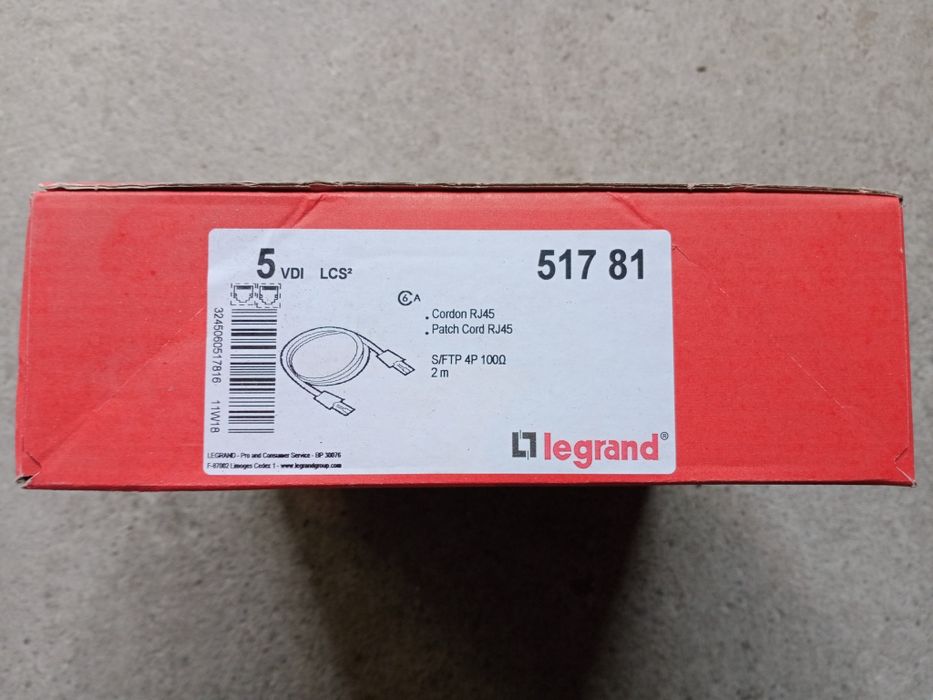 5 VDI LCS²
517 81
6 A
. Cordon RJ45
. Patch Cord RJ45
S/FTP 4P 100Ω
2 m
3245060517816 11W18
LEGRAND - Pro and Consumer Service - BP 30076
F-87002 Limoges Cedex 1 - www.legrandgroup.com
legrand®